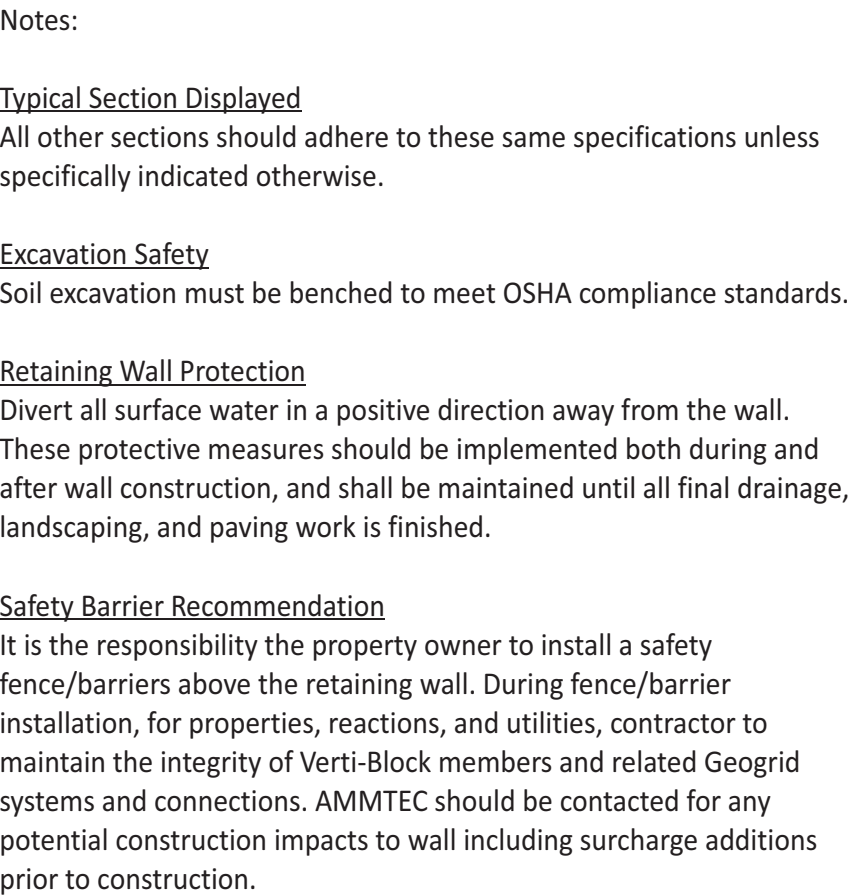 Notes:
Typical Section Displayed
All other sections should adhere to these same specifications unless
specifically indicated otherwise.
Excavation Safety
Soil excavation must be benched to meet OSHA compliance standards.
Retaining Wall Protection
Divert all surface water in a positive direction away from the wall.
These protective measures should be implemented both during and
after wall construction, and shall be maintained until all final drainage,
landscaping, and paving work is finished.
Safety Barrier Recommendation
It is the responsibility the property owner to install a safety
fence/barriers above the retaining wall. During fence/barrier
installation, for properties, reactions, and utilities, contractor to
maintain the integrity of Verti-Block members and related Geogrid
systems and connections. AMMTEC should be contacted for any
potential construction impacts to wall including surcharge additions
prior to construction.